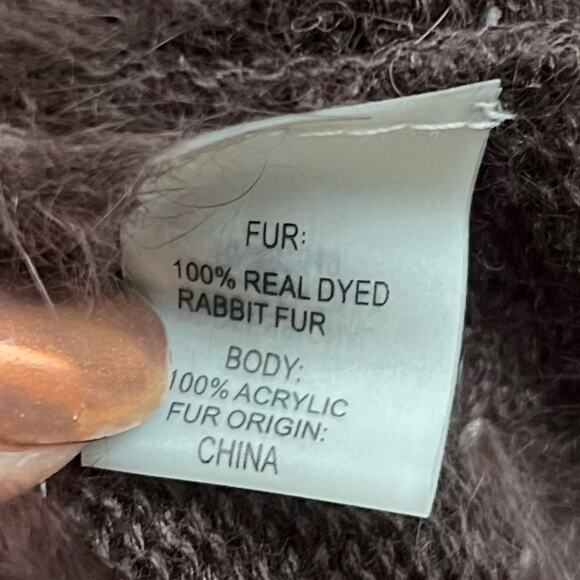 FUR:
100% REAL DYED
RABBIT FUR
BODY:
100% ACRYLIC
FUR ORIGIN:
CHINA